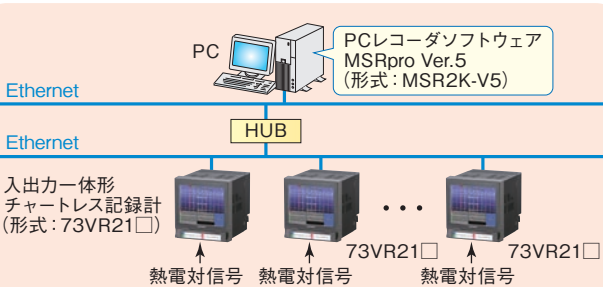 PC
PCレコーダソフトウェア
MSRpro Ver.5
（形式：MSR2K-V5）
Ethernet
HUB
Ethernet
入出力一体形
チャートレス記録計
（形式：73VR21□）
・・・
73VR21□
73VR21□
熱電対信号
熱電対信号
熱電対信号